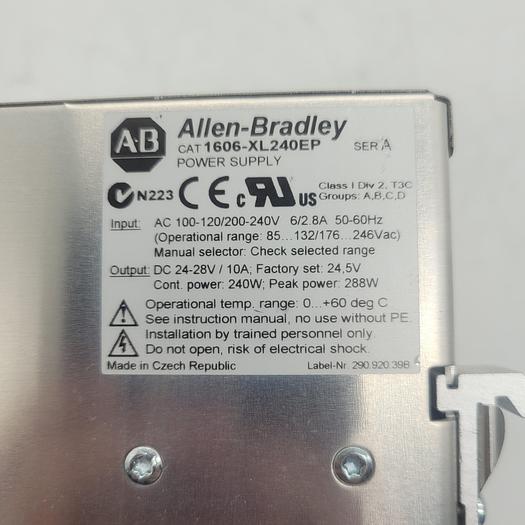 A-B Allen-Bradley
CAT 1606-XL240EP SER A
POWER SUPPLY
N223 CE c UR US Class I Div 2, T3C
Groups: A,B,C,D
Input: AC 100-120/200-240V 6/2.8A 50-60Hz
(Operational range: 85...132/176...246Vac)
Manual selector: Check selected range
Output: DC 24-28V / 10A; Factory set: 24,5V
Cont. power: 240W; Peak power: 288W
Operational temp. range: 0...+60 deg C
See instruction manual, no use without PE.
Installation by trained personnel only.
Do not open, risk of electrical shock.
Made in Czech Republic Label-Nr. 290.920.39B